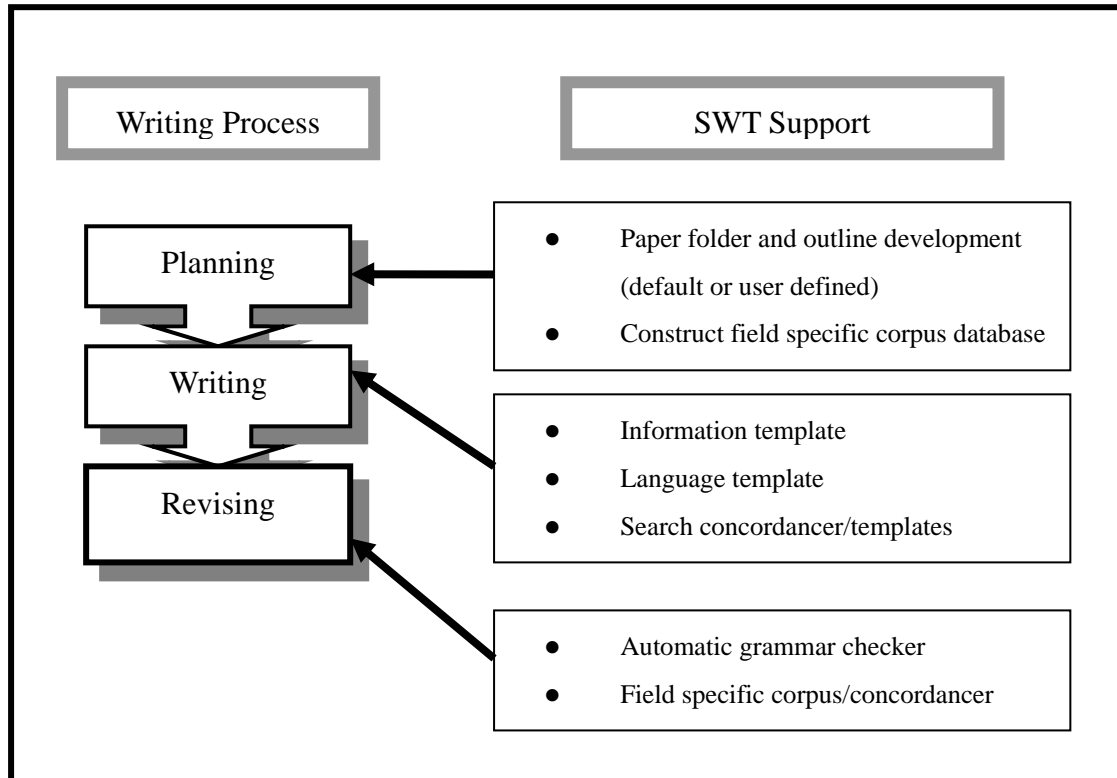 Writing Process
SWT Support
Planning
● Paper folder and outline development
(default or user defined)
● Construct field specific corpus database
Writing
● Information template
● Language template
● Search concordancer/templates
Revising
● Automatic grammar checker
● Field specific corpus/concordancer